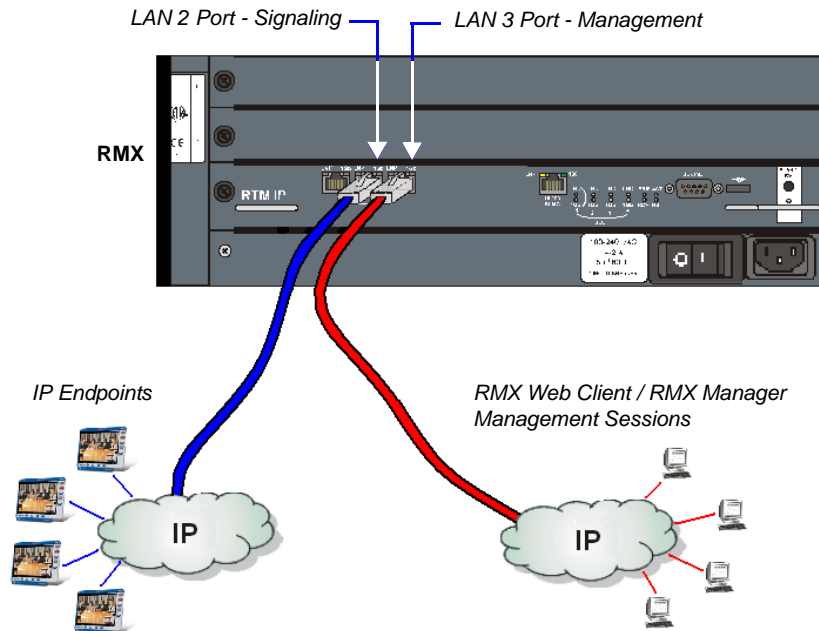 LAN 2 Port - Signaling
LAN 3 Port - Management
RMX
RTM IP
IP Endpoints
RMX Web Client / RMX Manager
Management Sessions
IP
IP